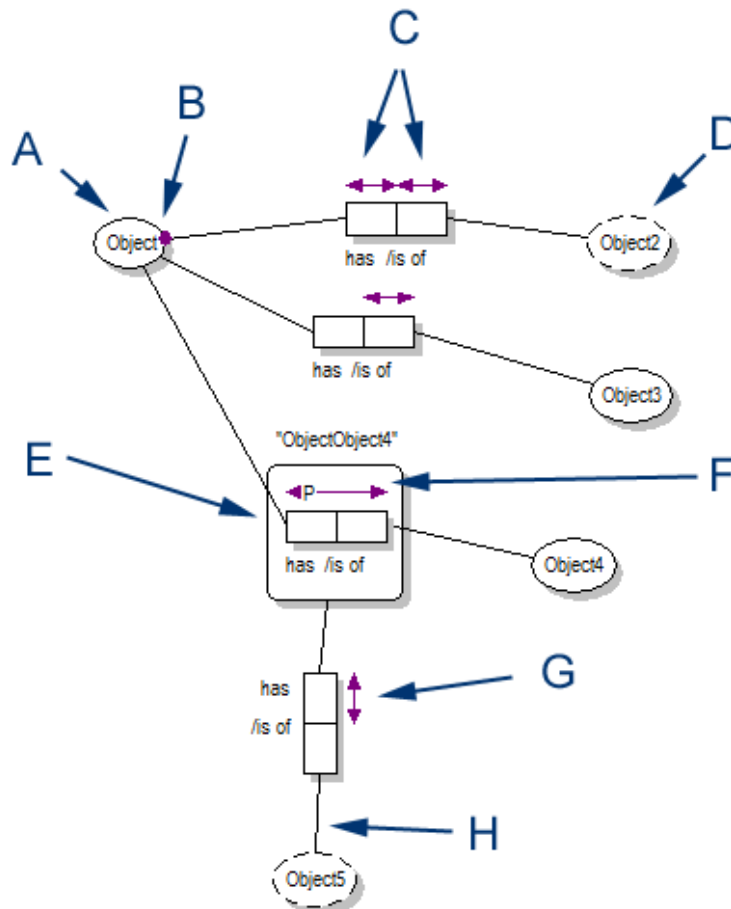 C
B
A
D
Object
Object2
has /is of
has /is of
Object3
"ObjectObject4"
E
F
P
has /is of
Object4
has
/is of
G
H
Object5